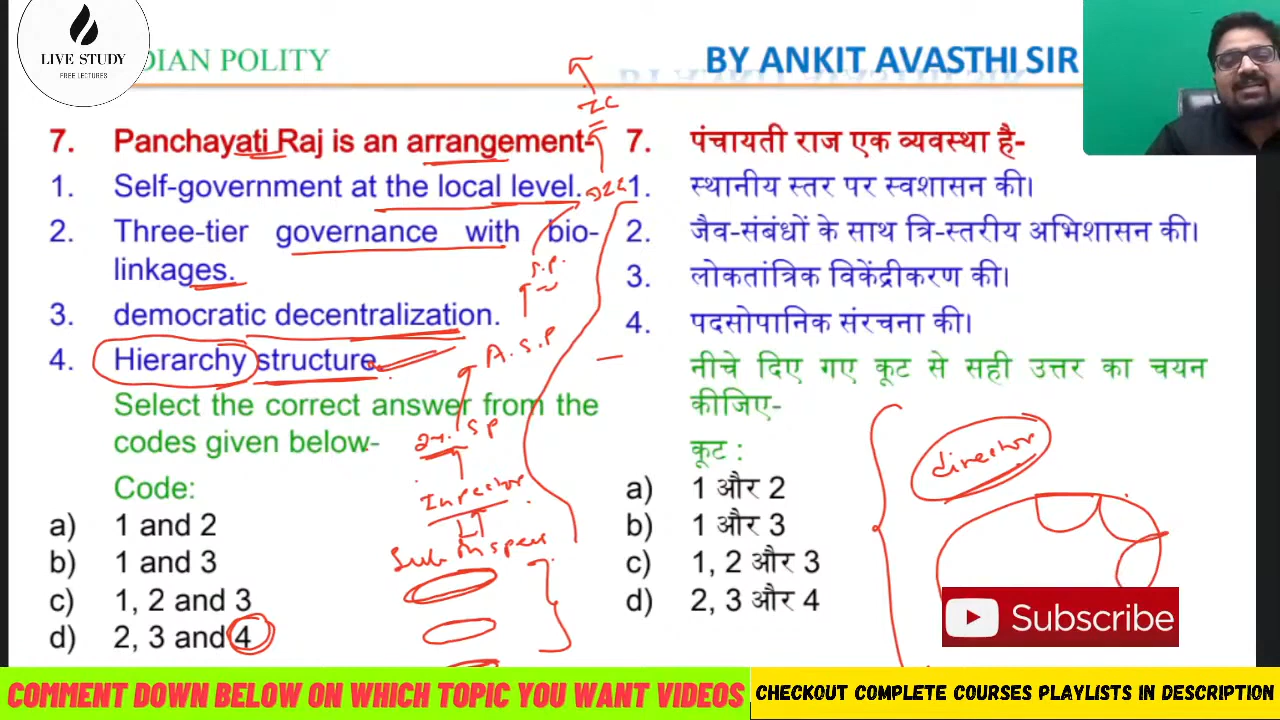 LIVE STUDY
FREE LECTURES
DIAN POLITY
BY ANKIT AVASTHI SIR
7. Panchayati Raj is an arrangement-
1. Self-government at the local level.
2. Three-tier governance with bio-
linkages.
3. democratic decentralization.
4. Hierarchy structure.
Select the correct answer from the
codes given below-
Code:
a) 1 and 2
b) 1 and 3
c) 1, 2 and 3
d) 2, 3 and 4
7. पंचायती राज एक व्यवस्था है-
1. स्थानीय स्तर पर स्वशासन की।
2. जैव-संबंधों के साथ त्रि-स्तरीय अभिशासन की।
3. लोकतांत्रिक विकेंद्रीकरण की।
4. पदसोपानिक संरचना की।
नीचे दिए गए कूट से सही उत्तर का चयन
कीजिए-
कूट :
a) 1 और 2
b) 1 और 3
c) 1, 2 और 3
d) 2, 3 और 4
S.P.
A.S.P
SP
Inpector
director
Subscribe
COMMENT DOWN BELOW ON WHICH TOPIC YOU WANT VIDEOS
CHECKOUT COMPLETE COURSES PLAYLISTS IN DESCRIPTION